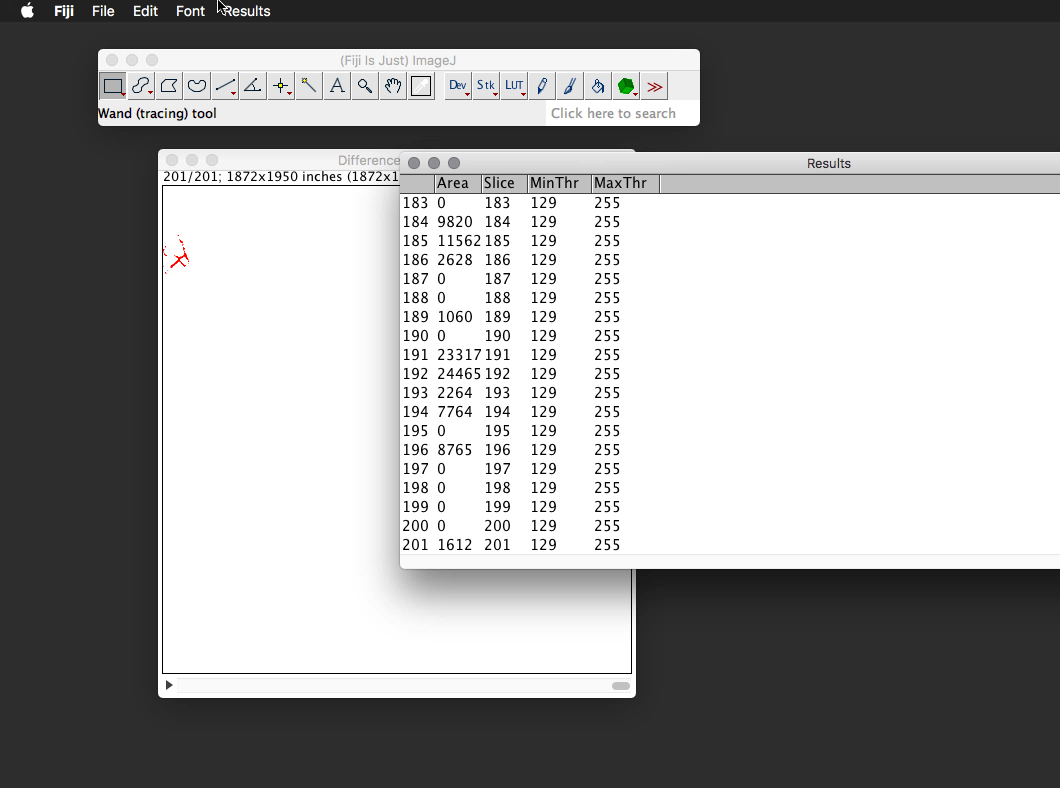 Fiji File Edit Font Results
(Fiji Is Just) ImageJ
A Dev Stk LUT >>
Wand (tracing) tool Click here to search
Difference
201/201; 1872x1950 inches (1872x1
Results
Area Slice MinThr MaxThr
183 0 183 129 255
184 9820 184 129 255
185 11562 185 129 255
186 2628 186 129 255
187 0 187 129 255
188 0 188 129 255
189 1060 189 129 255
190 0 190 129 255
191 23317 191 129 255
192 24465 192 129 255
193 2264 193 129 255
194 7764 194 129 255
195 0 195 129 255
196 8765 196 129 255
197 0 197 129 255
198 0 198 129 255
199 0 199 129 255
200 0 200 129 255
201 1612 201 129 255